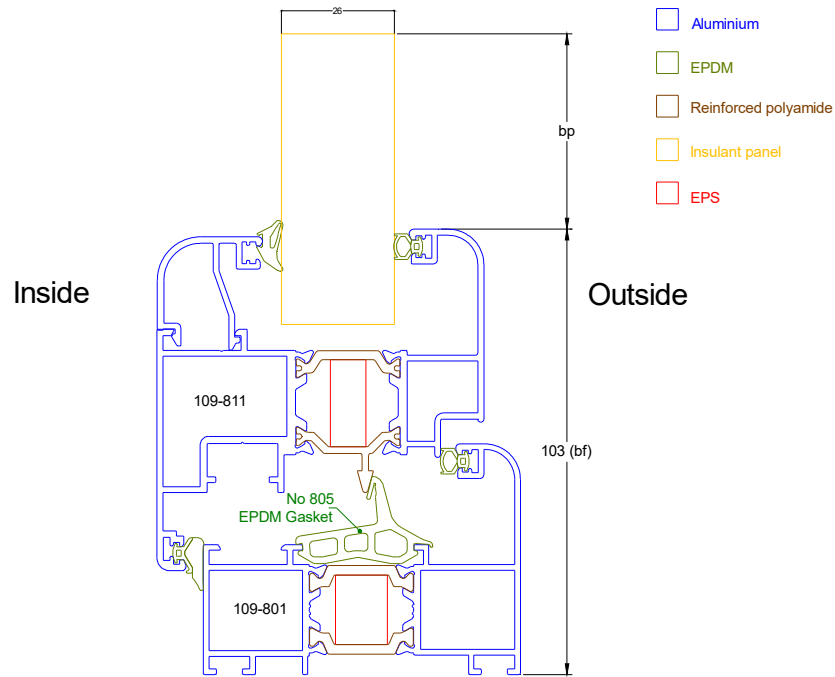 26
Aluminium
EPDM
Reinforced polyamide
Insulant panel
EPS
bp
Inside
Outside
109-811
103 (bf)
No 805
EPDM Gasket
109-801